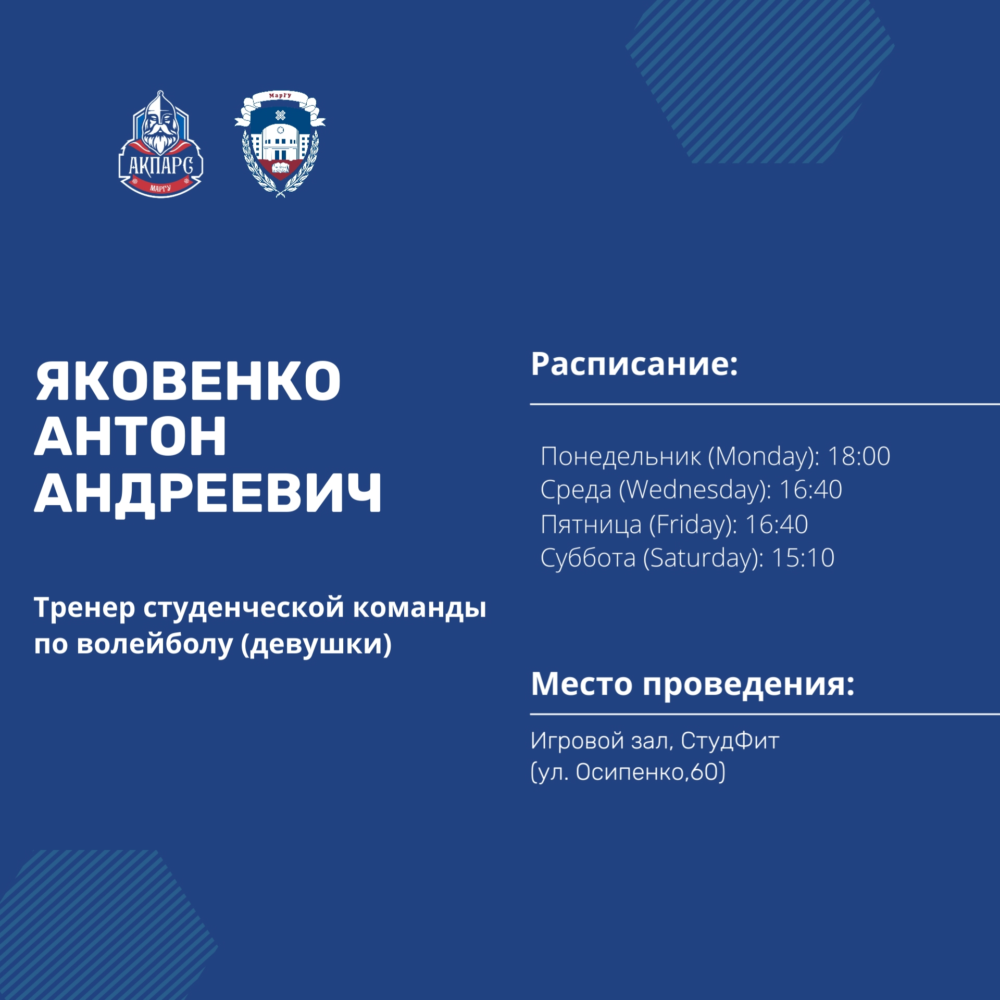 АКПАРС
МАРГУ
МарГУ
ЯКОВЕНКО
АНТОН
АНДРЕЕВИЧ
Тренер студенческой команды
по волейболу (девушки)
Расписание:
Понедельник (Monday): 18:00
Среда (Wednesday): 16:40
Пятница (Friday): 16:40
Суббота (Saturday): 15:10
Место проведения:
Игровой зал, СтудФит
(ул. Осипенко,60)